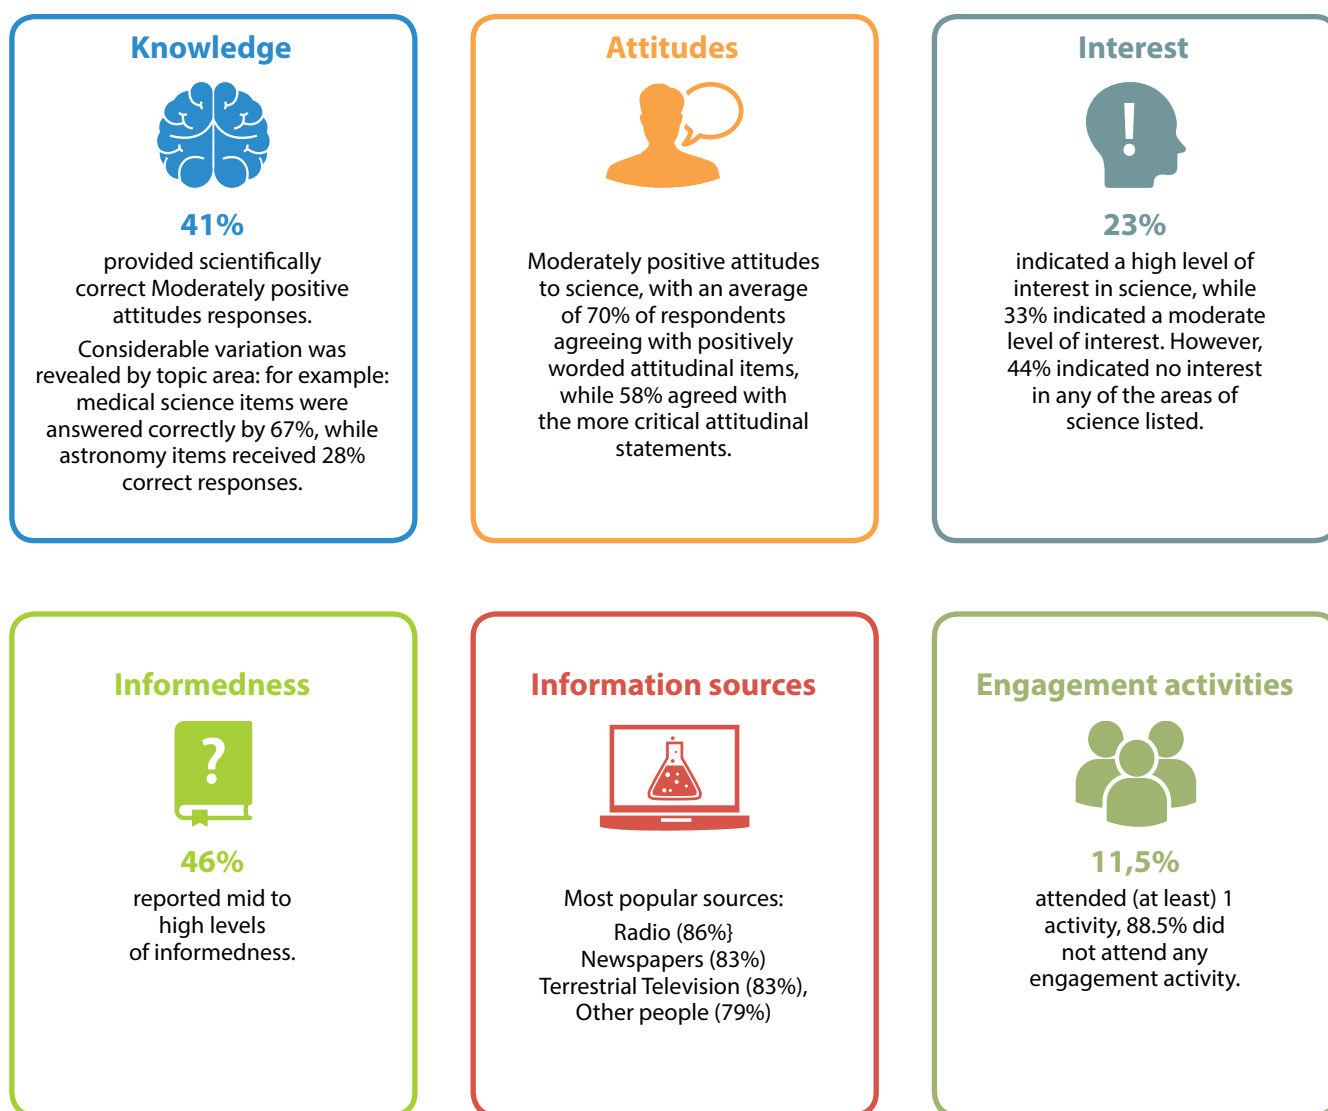 Knowledge
41%
provided scientifically
correct Moderately positive
attitudes responses.
Considerable variation was
revealed by topic area: for example:
medical science items were
answered correctly by 67%, while
astronomy items received 28%
correct responses.
Attitudes
Moderately positive attitudes
to science, with an average
of 70% of respondents
agreeing with positively
worded attitudinal items,
while 58% agreed with
the more critical attitudinal
statements.
Interest
!
23%
indicated a high level of
interest in science, while
33% indicated a moderate
level of interest. However,
44% indicated no interest
in any of the areas of
science listed.
Informedness
?
46%
reported mid to
high levels
of informedness.
Information sources
Most popular sources:
Radio (86%}
Newspapers (83%)
Terrestrial Television (83%),
Other people (79%)
Engagement activities
11,5%
attended (at least) 1
activity, 88.5% did
not attend any
engagement activity.